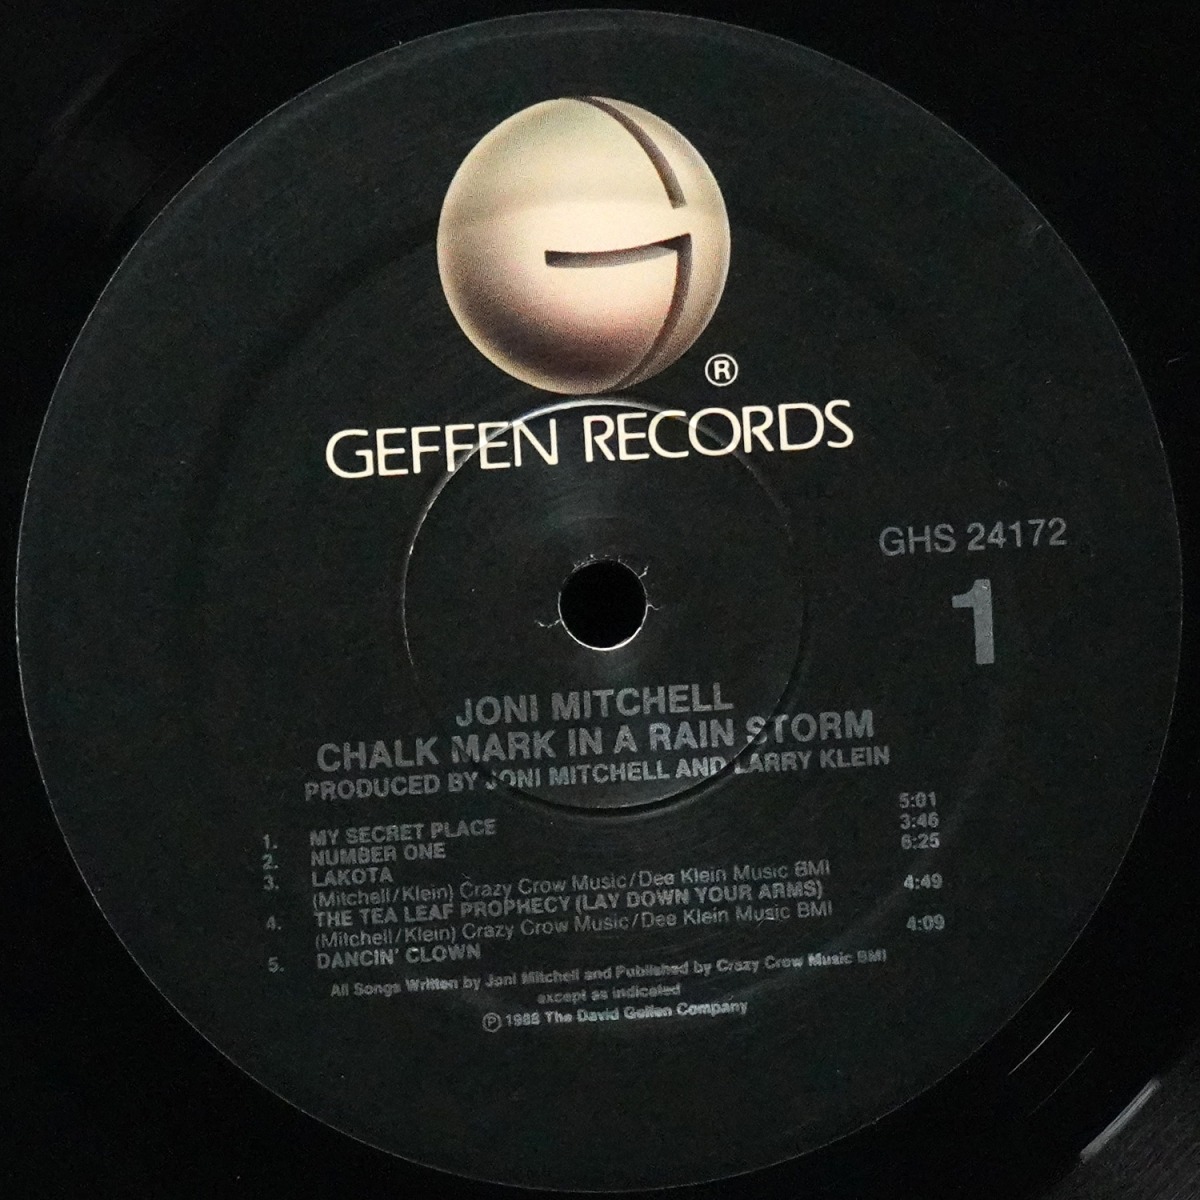 ®
GEFFEN RECORDS
GHS 24172
1
JONI MITCHELL
CHALK MARK IN A RAIN STORM
PRODUCED BY JONI MITCHELL AND LARRY KLEIN
1. MY SECRET PLACE 5:01
2. NUMBER ONE 3:46
3. LAKOTA 6:25
(Mitchell/Klein) Crazy Crow Music/Dee Klein Music BMI
4. THE TEA LEAF PROPHECY (LAY DOWN YOUR ARMS) 4:49
(Mitchell/Klein) Crazy Crow Music/Dee Klein Music BMI
5. DANCIN' CLOWN 4:09
All Songs Written by Joni Mitchell and Published by Crazy Crow Music BMI
except as indicated
℗ 1988 The David Geffen Company